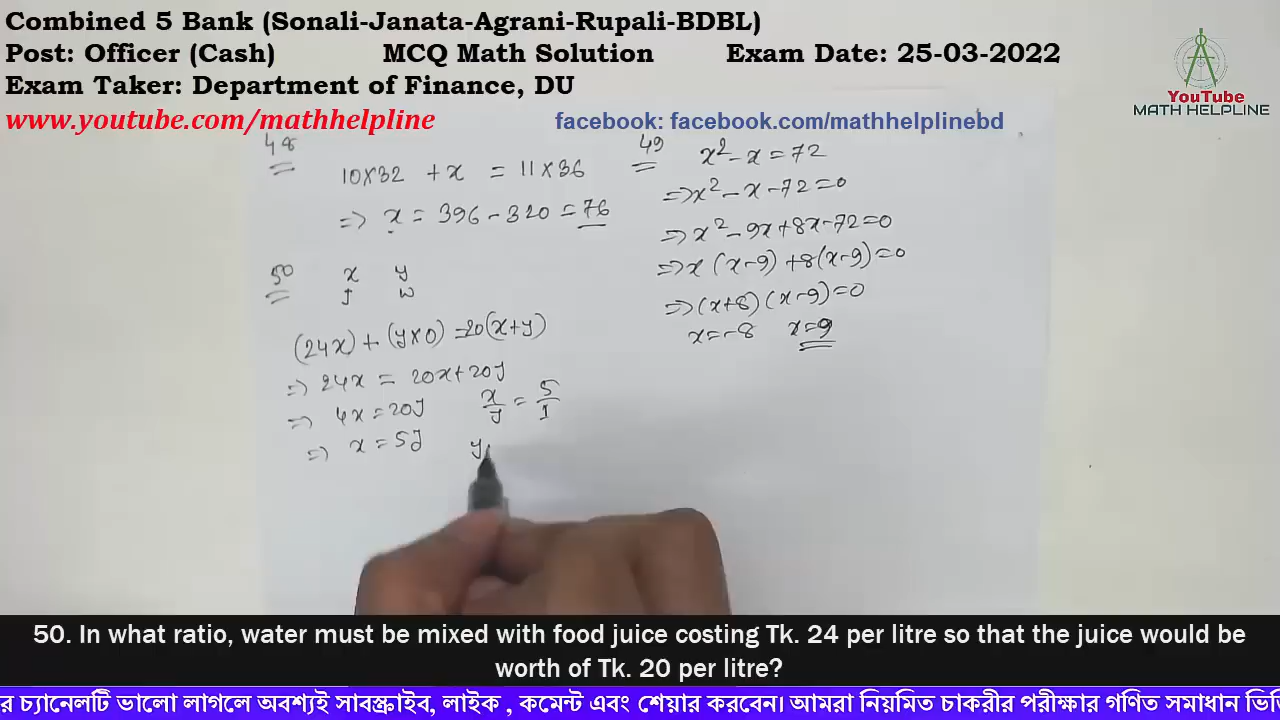 Combined 5 Bank (Sonali-Janata-Agrani-Rupali-BDBL)
Post: Officer (Cash) MCQ Math Solution Exam Date: 25-03-2022
Exam Taker: Department of Finance, DU
www.youtube.com/mathhelpline facebook: facebook.com/mathhelplinebd
YouTube
MATH HELPLINE
48
10×32 + x = 11×36
⇒ x = 396 - 320 = 76
50 x y
J W
(24x) + (y×0) = 20(x+y)
⇒ 24x = 20x+20y
⇒ 4x = 20y x/y = 5/1
⇒ x = 5y y
49 x² - x = 72
⇒ x² - x - 72 = 0
⇒ x² - 9x + 8x - 72 = 0
⇒ x (x-9) + 8(x-9) = 0
⇒ (x+8) (x-9) = 0
x = -8 x = 9
50. In what ratio, water must be mixed with food juice costing Tk. 24 per litre so that the juice would be
worth of Tk. 20 per litre?
র চ্যানেলটি ভালো লাগলে অবশ্যই সাবস্ক্রাইব, লাইক , কমেন্ট এবং শেয়ার করবেন। আমরা নিয়মিত চাকরীর পরীক্ষার গণিত সমাধান ভিডি